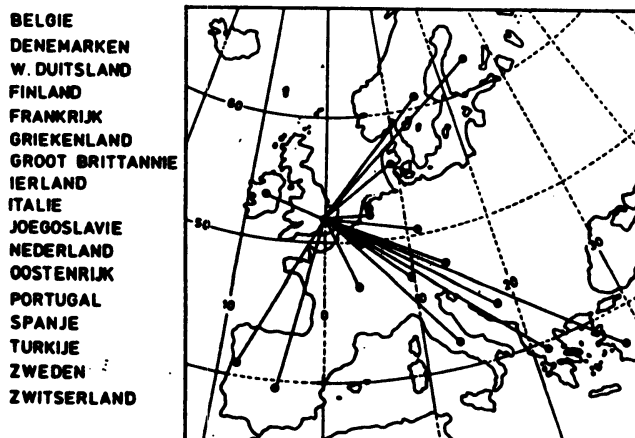 BELGIE
DENEMARKEN
W. DUITSLAND
FINLAND
FRANKRIJK
GRIEKENLAND
GROOT BRITTANNIE
IERLAND
ITALIE
JOEGOSLAVIE
NEDERLAND
OOSTENRIJK
PORTUGAL
SPANJE
TURKIJE
ZWEDEN
ZWITSERLAND
60
50
10
0
10
20
30